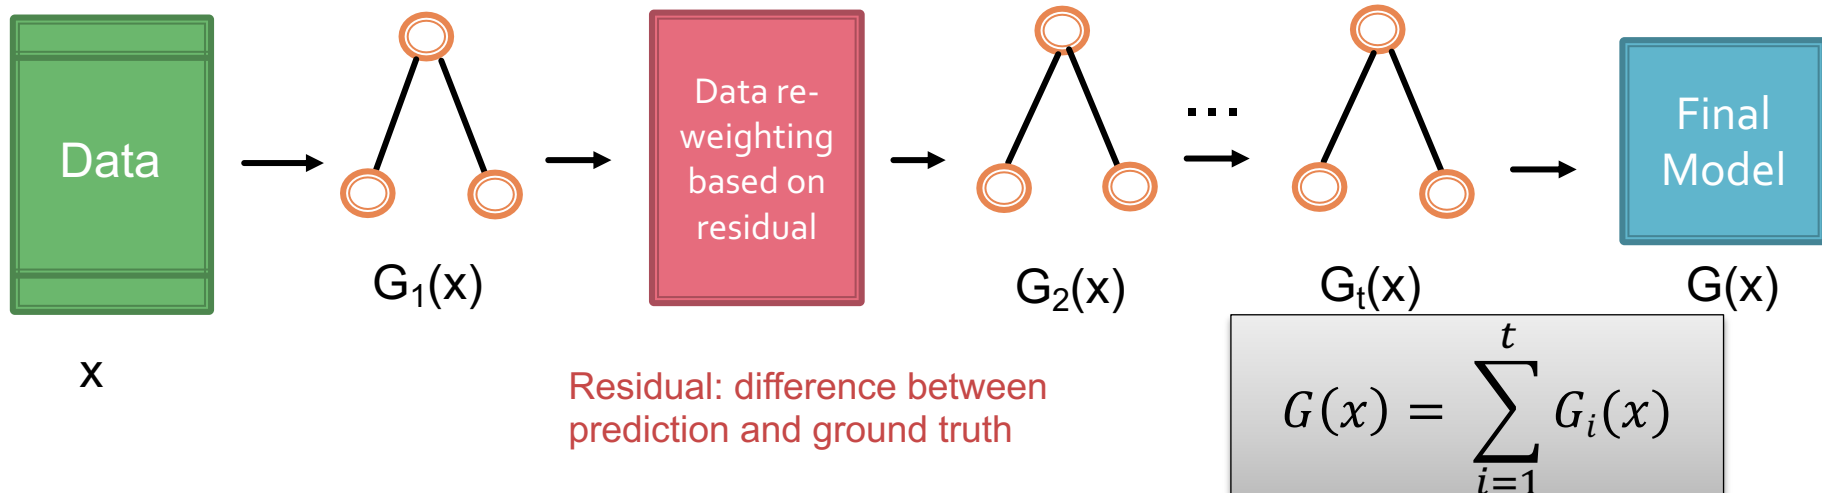 Data
x
G₁(x)
Data re-
weighting
based on
residual
Residual: difference between
prediction and ground truth
G₂(x)
...
Gₜ(x)
Final
Model
G(x)
t
G(x) = ∑ Gᵢ(x)
i=1